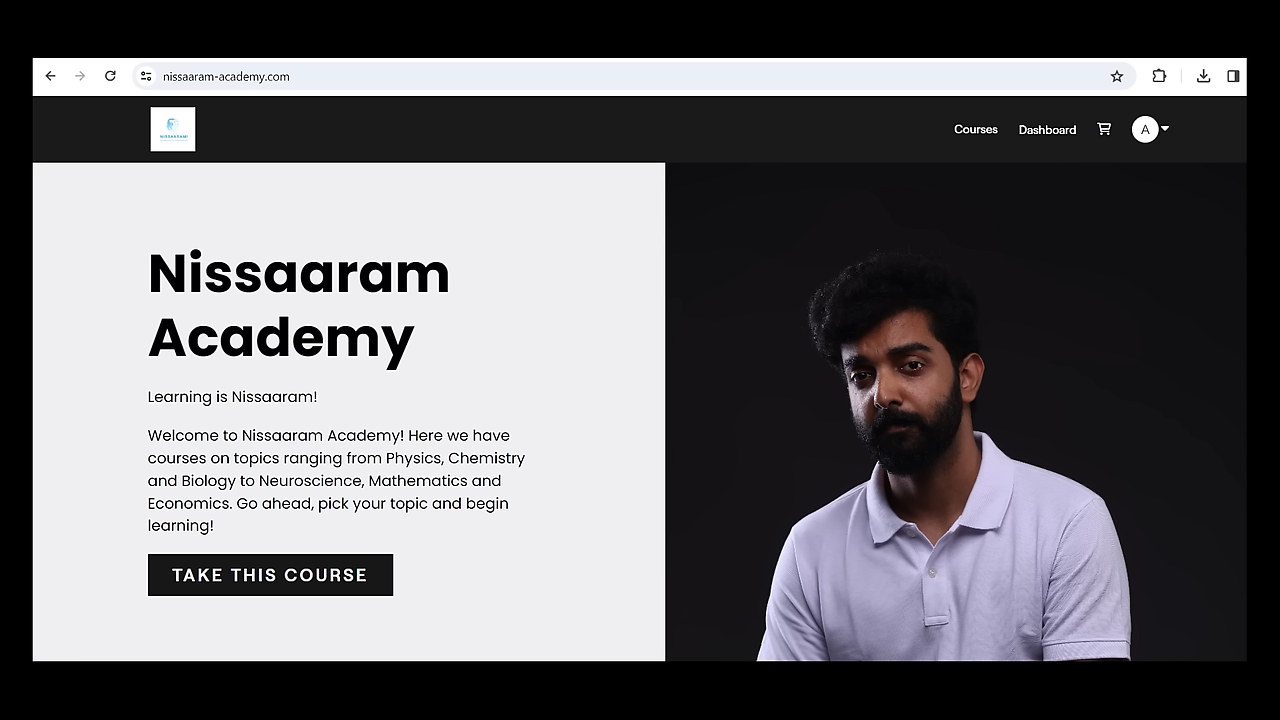 nissaaram-academy.com
NISSAARAM
Courses
Dashboard
A
Nissaaram
Academy
Learning is Nissaaram!
Welcome to Nissaaram Academy! Here we have
courses on topics ranging from Physics, Chemistry
and Biology to Neuroscience, Mathematics and
Economics. Go ahead, pick your topic and begin
learning!
TAKE THIS COURSE